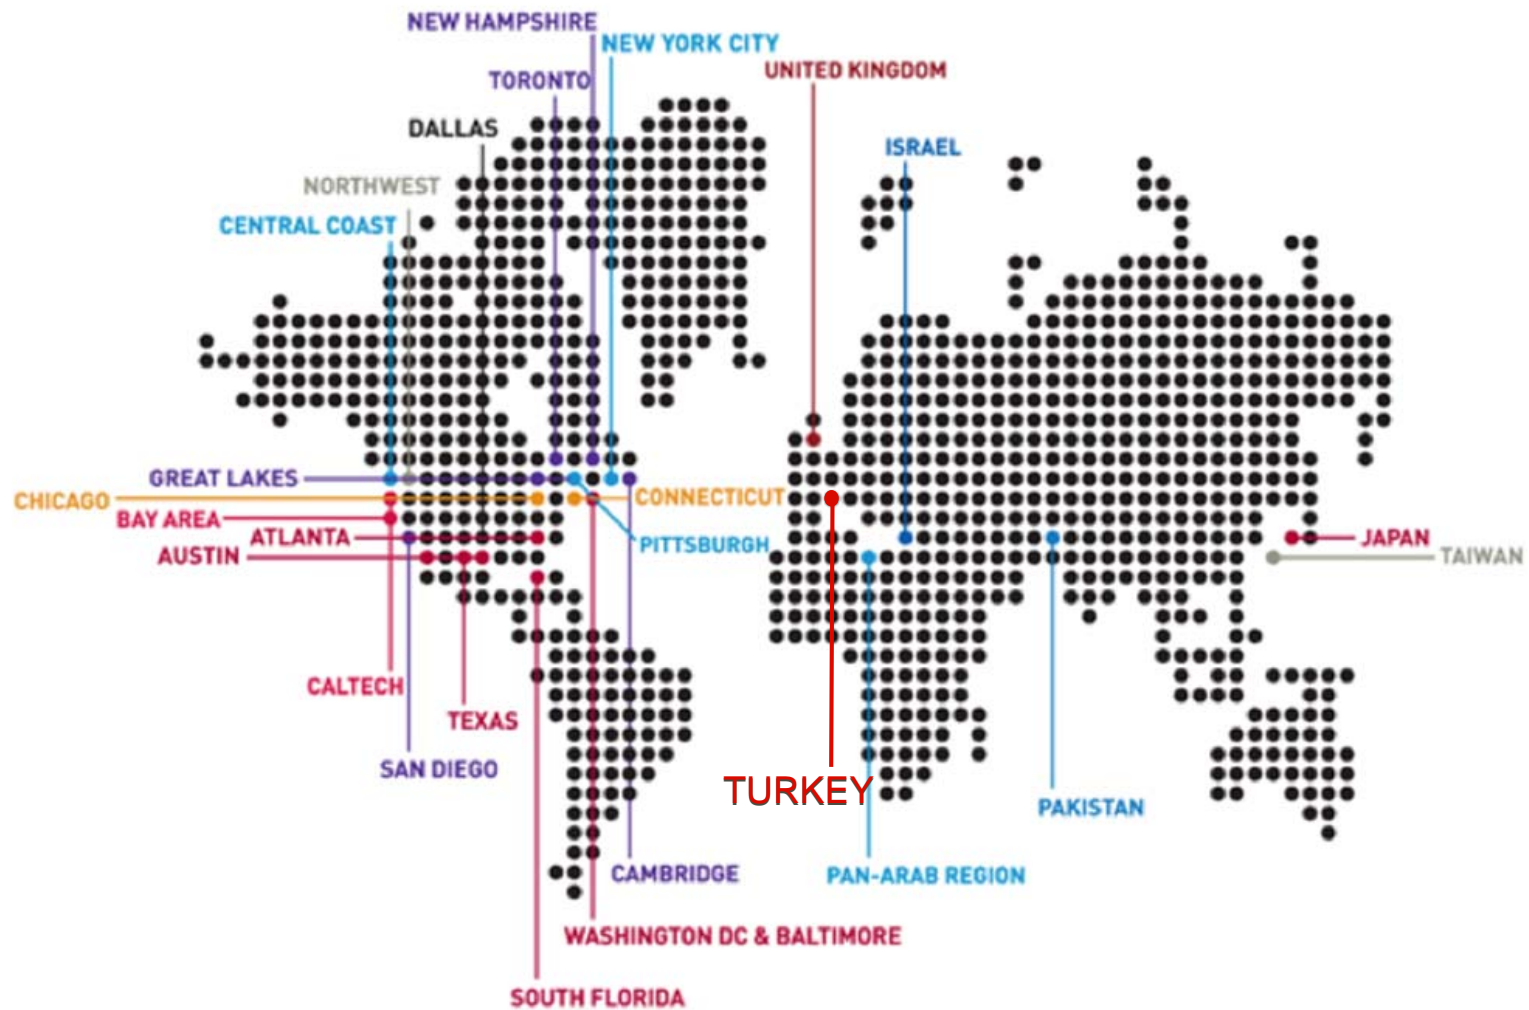 NEW HAMPSHIRE
NEW YORK CITY
UNITED KINGDOM
TORONTO
DALLAS
ISRAEL
NORTHWEST
CENTRAL COAST
GREAT LAKES
CHICAGO
CONNECTICUT
BAY AREA
ATLANTA
JAPAN
PITTSBURGH
AUSTIN
TAIWAN
CALTECH
TEXAS
SAN DIEGO
TURKEY
PAKISTAN
CAMBRIDGE
PAN-ARAB REGION
WASHINGTON DC & BALTIMORE
SOUTH FLORIDA